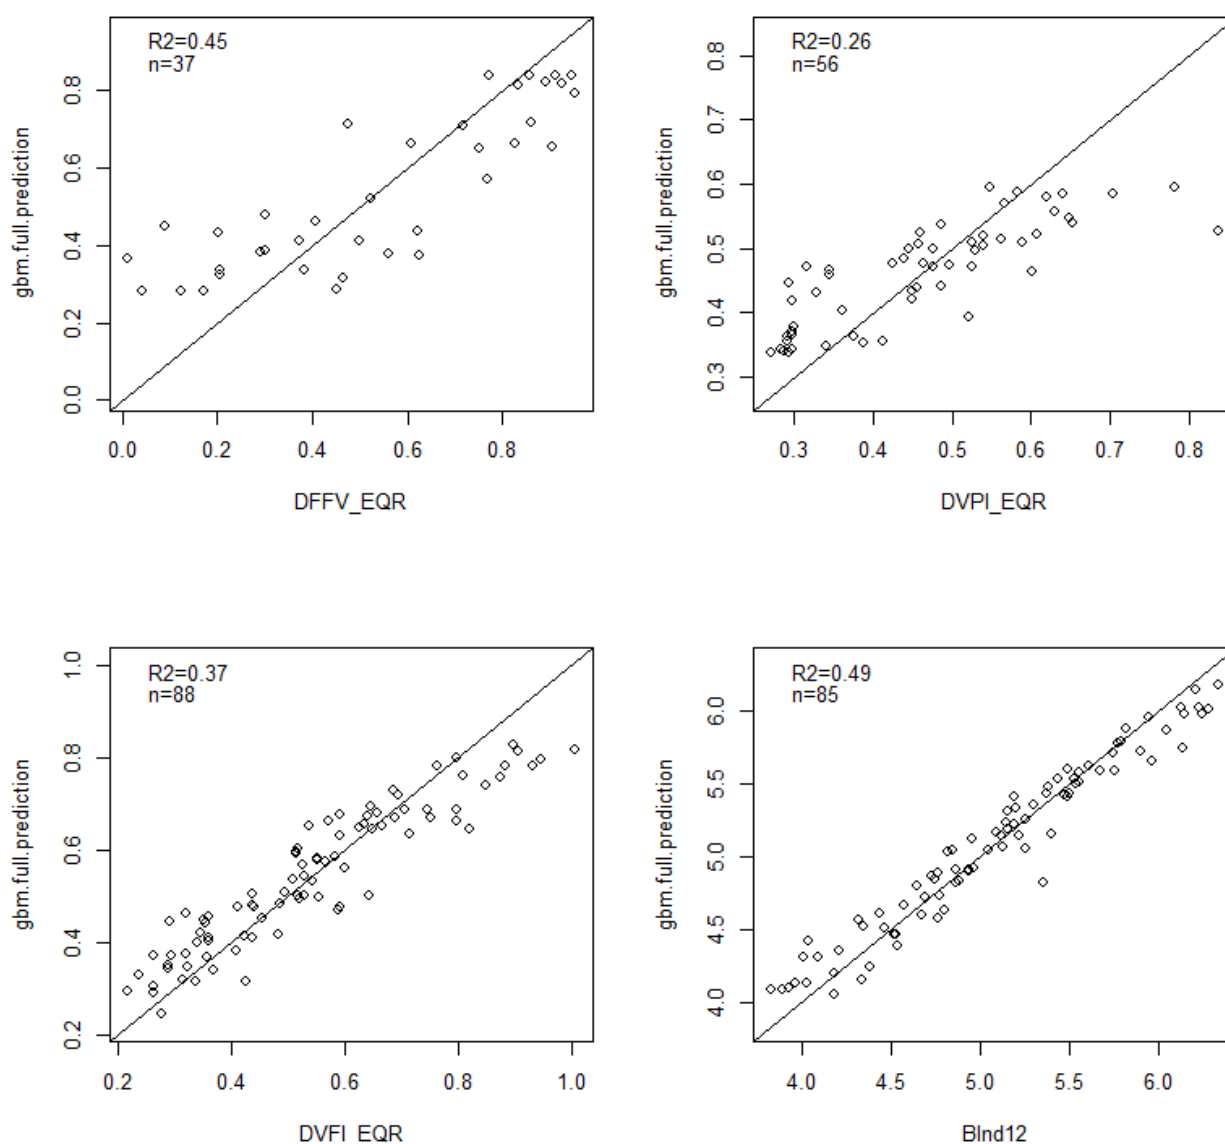 R2=0.45
n=37
0.0 0.2 0.4 0.6 0.8
gbm.full.prediction
0.0 0.2 0.4 0.6 0.8
DFFV_EQR
R2=0.26
n=56
0.3 0.4 0.5 0.6 0.7 0.8
gbm.full.prediction
0.3 0.4 0.5 0.6 0.7 0.8
DVPI_EQR
R2=0.37
n=88
0.2 0.4 0.6 0.8 1.0
gbm.full.prediction
0.2 0.4 0.6 0.8 1.0
DVFI_EQR
R2=0.49
n=85
4.0 4.5 5.0 5.5 6.0
gbm.full.prediction
4.0 4.5 5.0 5.5 6.0
BInd12